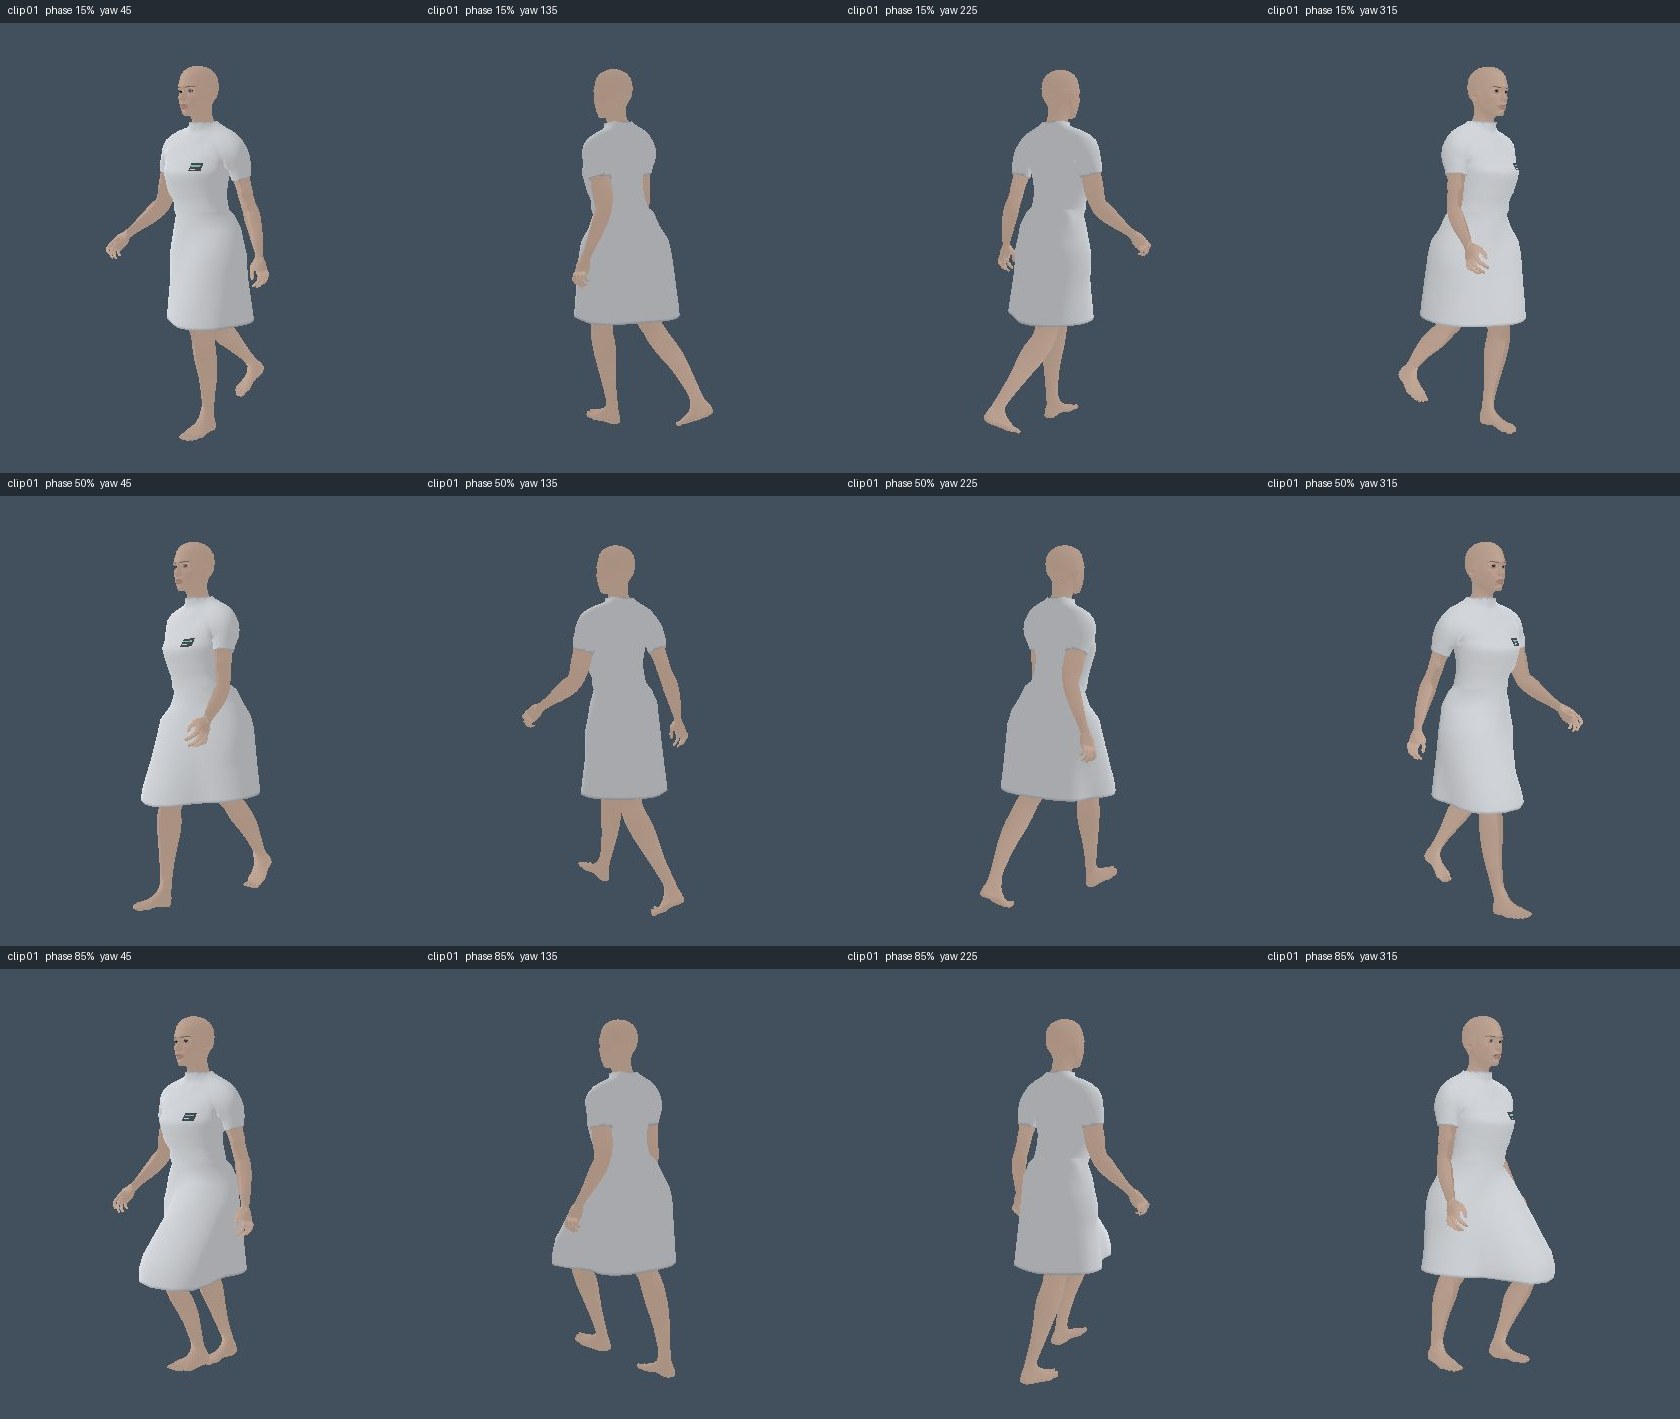 clip01 phase 15% yaw 45
clip01 phase 15% yaw 135
clip01 phase 15% yaw 225
clip01 phase 15% yaw 315
clip01 phase 50% yaw 45
clip01 phase 50% yaw 135
clip01 phase 50% yaw 225
clip01 phase 50% yaw 315
clip01 phase 85% yaw 45
clip01 phase 85% yaw 135
clip01 phase 85% yaw 225
clip01 phase 85% yaw 315